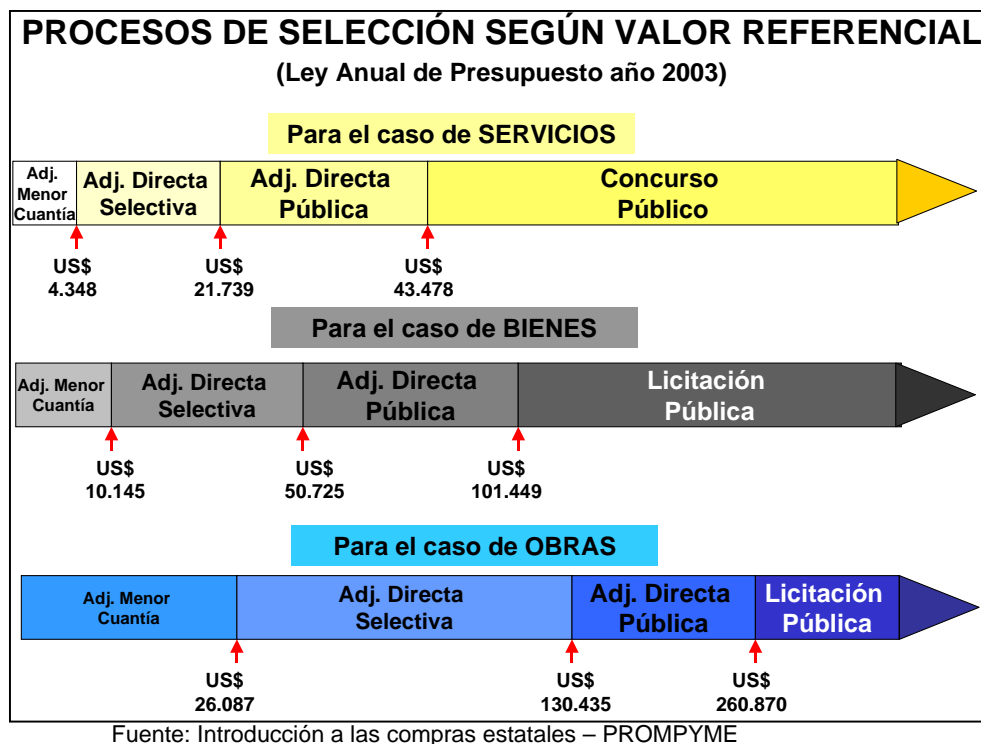 PROCESOS DE SELECCIÓN SEGÚN VALOR REFERENCIAL
(Ley Anual de Presupuesto año 2003)
Para el caso de SERVICIOS
Adj.
Menor
Cuantía
Adj. Directa
Selectiva
Adj. Directa
Pública
Concurso
Público
US$
4.348
US$
21.739
US$
43.478
Para el caso de BIENES
Adj. Menor
Cuantía
Adj. Directa
Selectiva
Adj. Directa
Pública
Licitación
Pública
US$
10.145
US$
50.725
US$
101.449
Para el caso de OBRAS
Adj. Menor
Cuantía
Adj. Directa
Selectiva
Adj. Directa
Pública
Licitación
Pública
US$
26.087
US$
130.435
US$
260.870
Fuente: Introducción a las compras estatales – PROMPYME